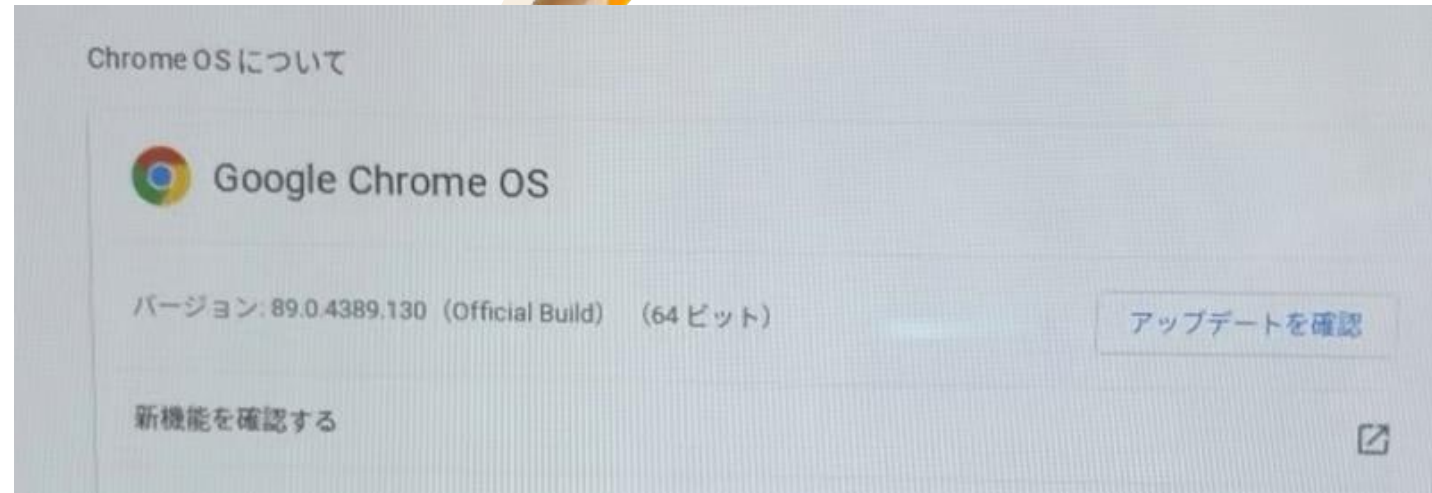 Chrome OS について
Google Chrome OS
バージョン: 89.0.4389.130（Official Build）　（64 ビット）
アップデートを確認
新機能を確認する